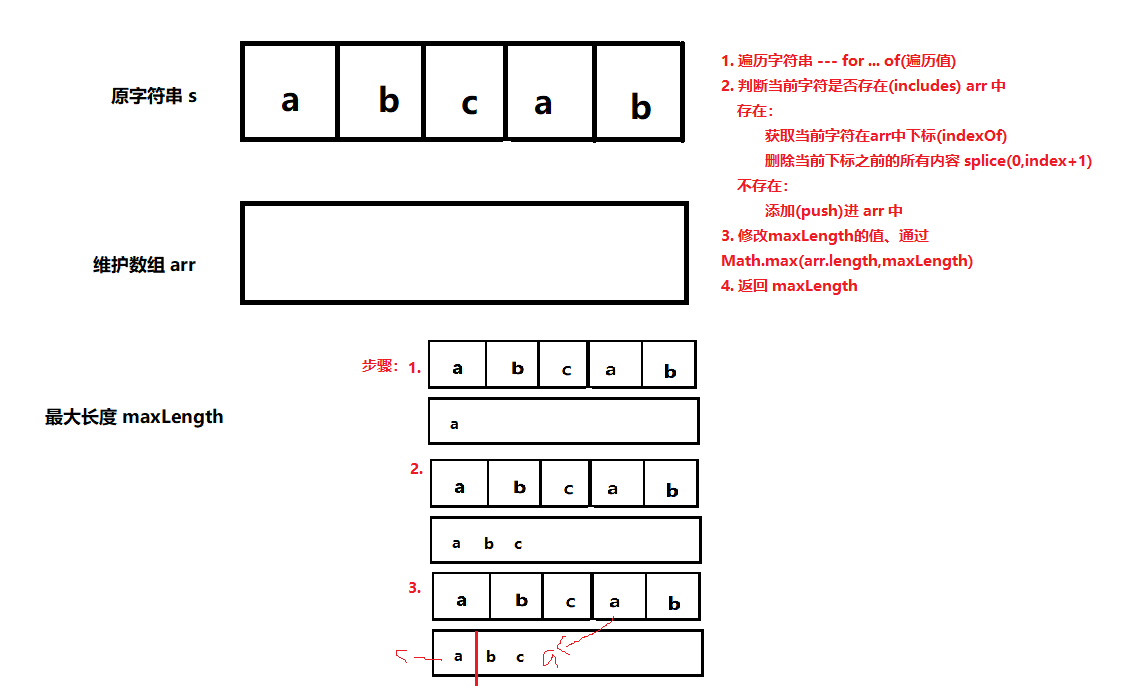 原字符串 s
a b c a b
1. 遍历字符串 --- for ... of(遍历值)
2. 判断当前字符是否存在(includes) arr 中
存在：
获取当前字符在arr中下标(indexOf)
删除当前下标之前的所有内容 splice(0,index+1)
不存在：
添加(push)进 arr 中
3. 修改maxLength的值、通过
Math.max(arr.length,maxLength)
4. 返回 maxLength
维护数组 arr
最大长度 maxLength
步骤：1.
a b c a b
a
2.
a b c a b
a b c
3.
a b c a b
a b c a